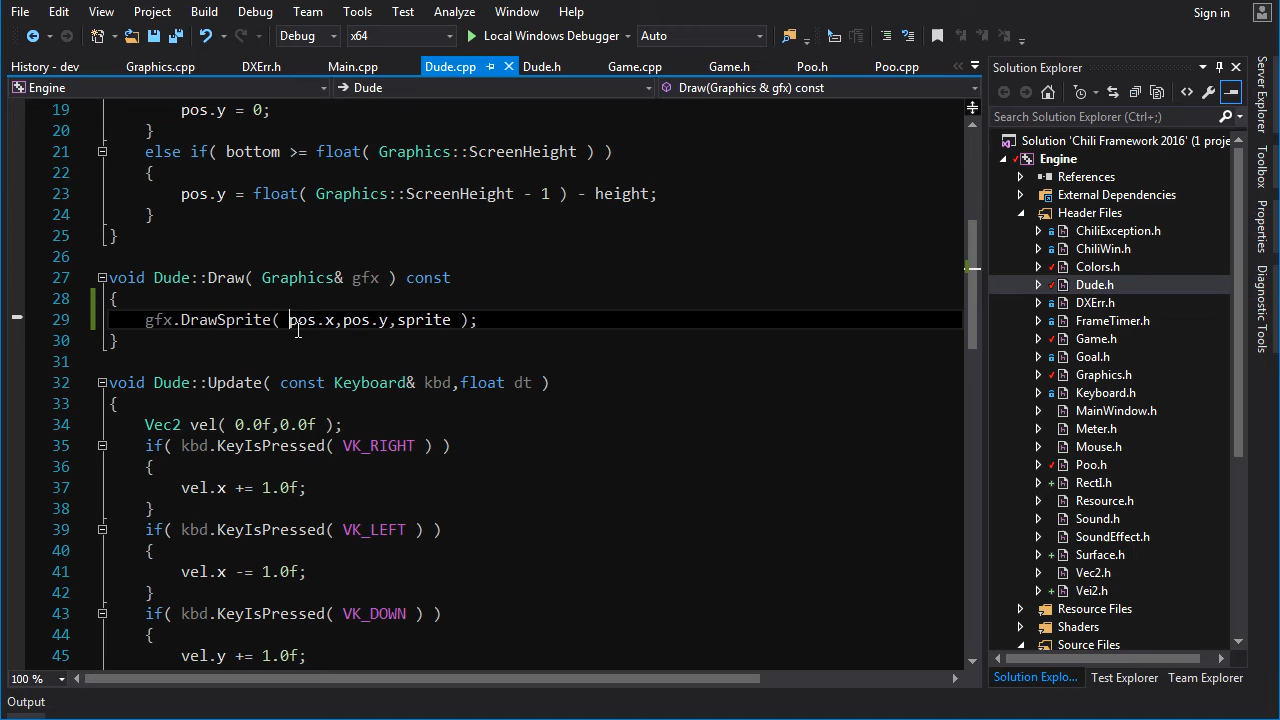 File Edit View Project Build Debug Team Tools Test Analyze Window Help Sign in
Debug x64 Local Windows Debugger Auto
History - dev Graphics.cpp DXErr.h Main.cpp Dude.cpp Dude.h Game.cpp Game.h Poo.h Poo.cpp
Engine Dude Draw(Graphics & gfx) const
19 pos.y = 0;
20 }
21 else if( bottom >= float( Graphics::ScreenHeight ) )
22 {
23 pos.y = float( Graphics::ScreenHeight - 1 ) - height;
24 }
25 }
26
27 void Dude::Draw( Graphics& gfx ) const
28 {
29 gfx.DrawSprite( pos.x,pos.y,sprite );
30 }
31
32 void Dude::Update( const Keyboard& kbd,float dt )
33 {
34 Vec2 vel( 0.0f,0.0f );
35 if( kbd.KeyIsPressed( VK_RIGHT ) )
36 {
37 vel.x += 1.0f;
38 }
39 if( kbd.KeyIsPressed( VK_LEFT ) )
40 {
41 vel.x -= 1.0f;
42 }
43 if( kbd.KeyIsPressed( VK_DOWN ) )
44 {
45 vel.y += 1.0f;
100 %
Output
Solution Explorer
Search Solution Explorer (Ctrl+;)
Solution 'Chili Framework 2016' (1 proje
Engine
References
External Dependencies
Header Files
ChiliException.h
ChiliWin.h
Colors.h
Dude.h
DXErr.h
FrameTimer.h
Game.h
Goal.h
Graphics.h
Keyboard.h
MainWindow.h
Meter.h
Mouse.h
Poo.h
RectI.h
Resource.h
Sound.h
SoundEffect.h
Surface.h
Vec2.h
Vei2.h
Resource Files
Shaders
Source Files
Solution Explo... Test Explorer Team Explorer
Server Explorer
Toolbox
Properties
Diagnostic Tools